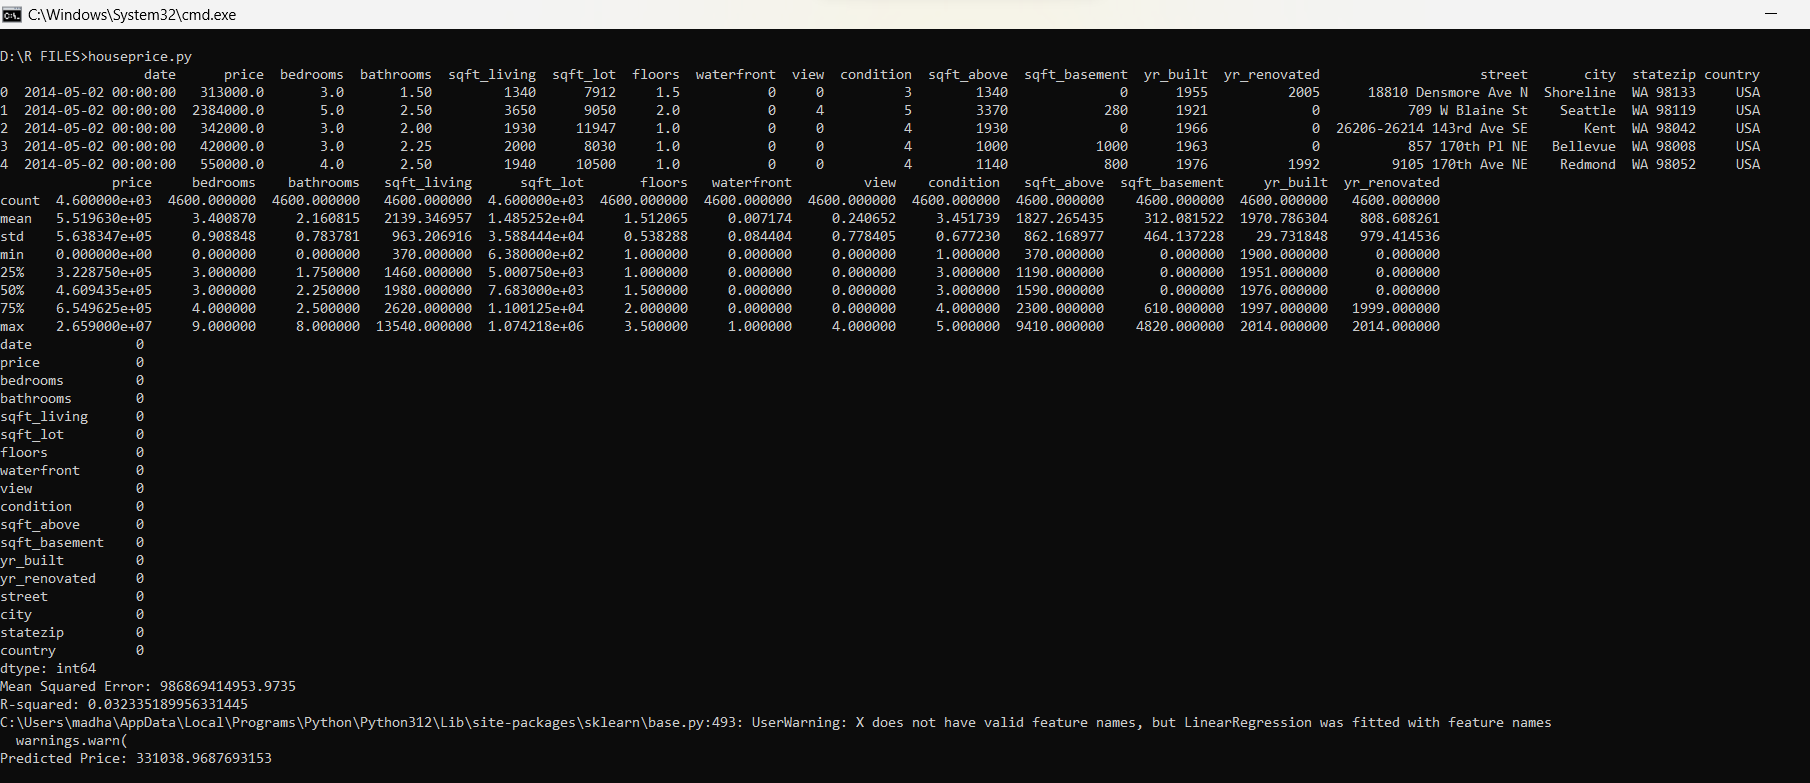 C:\Windows\System32\cmd.exe
D:\R FILES>houseprice.py
date price bedrooms bathrooms sqft_living sqft_lot floors waterfront view condition sqft_above sqft_basement yr_built yr_renovated street city statezip country
0 2014-05-02 00:00:00 313000.0 3.0 1.50 1340 7912 1.5 0 0 3 1340 0 1955 2005 18810 Densmore Ave N Shoreline WA 98133 USA
1 2014-05-02 00:00:00 2384000.0 5.0 2.50 3650 9050 2.0 0 4 5 3370 280 1921 0 709 W Blaine St Seattle WA 98119 USA
2 2014-05-02 00:00:00 342000.0 3.0 2.00 1930 11947 1.0 0 0 4 1930 0 1966 0 26206-26214 143rd Ave SE Kent WA 98042 USA
3 2014-05-02 00:00:00 420000.0 3.0 2.25 2000 8030 1.0 0 0 4 1000 1000 1963 0 857 170th Pl NE Bellevue WA 98008 USA
4 2014-05-02 00:00:00 550000.0 4.0 2.50 1940 10500 1.0 0 0 4 1140 800 1976 1992 9105 170th Ave NE Redmond WA 98052 USA
price bedrooms bathrooms sqft_living sqft_lot floors waterfront view condition sqft_above sqft_basement yr_built yr_renovated
count 4.600000e+03 4600.000000 4600.000000 4600.000000 4.600000e+03 4600.000000 4600.000000 4600.000000 4600.000000 4600.000000 4600.000000 4600.000000 4600.000000
mean 5.519630e+05 3.400870 2.160815 2139.346957 1.485252e+04 1.512065 0.007174 0.240652 3.451739 1827.265435 312.081522 1970.786304 808.608261
std 5.638347e+05 0.908848 0.783781 963.206916 3.588444e+04 0.538288 0.084404 0.778405 0.677230 862.168977 464.137228 29.731848 979.414536
min 0.000000e+00 0.000000 0.000000 370.000000 6.380000e+02 1.000000 0.000000 0.000000 1.000000 370.000000 0.000000 1900.000000 0.000000
25% 3.228750e+05 3.000000 1.750000 1460.000000 5.000750e+03 1.000000 0.000000 0.000000 3.000000 1190.000000 0.000000 1951.000000 0.000000
50% 4.609435e+05 3.000000 2.250000 1980.000000 7.683000e+03 1.500000 0.000000 0.000000 3.000000 1590.000000 0.000000 1976.000000 0.000000
75% 6.549625e+05 4.000000 2.500000 2620.000000 1.100125e+04 2.000000 0.000000 0.000000 4.000000 2300.000000 610.000000 1997.000000 1999.000000
max 2.659000e+07 9.000000 8.000000 13540.000000 1.074218e+06 3.500000 1.000000 4.000000 5.000000 9410.000000 4820.000000 2014.000000 2014.000000
date 0
price 0
bedrooms 0
bathrooms 0
sqft_living 0
sqft_lot 0
floors 0
waterfront 0
view 0
condition 0
sqft_above 0
sqft_basement 0
yr_built 0
yr_renovated 0
street 0
city 0
statezip 0
country 0
dtype: int64
Mean Squared Error: 986869414953.9735
R-squared: 0.032335189956331445
C:\Users\madha\AppData\Local\Programs\Python\Python312\Lib\site-packages\sklearn\base.py:493: UserWarning: X does not have valid feature names, but LinearRegression was fitted with feature names
warnings.warn(
Predicted Price: 331038.9687693153